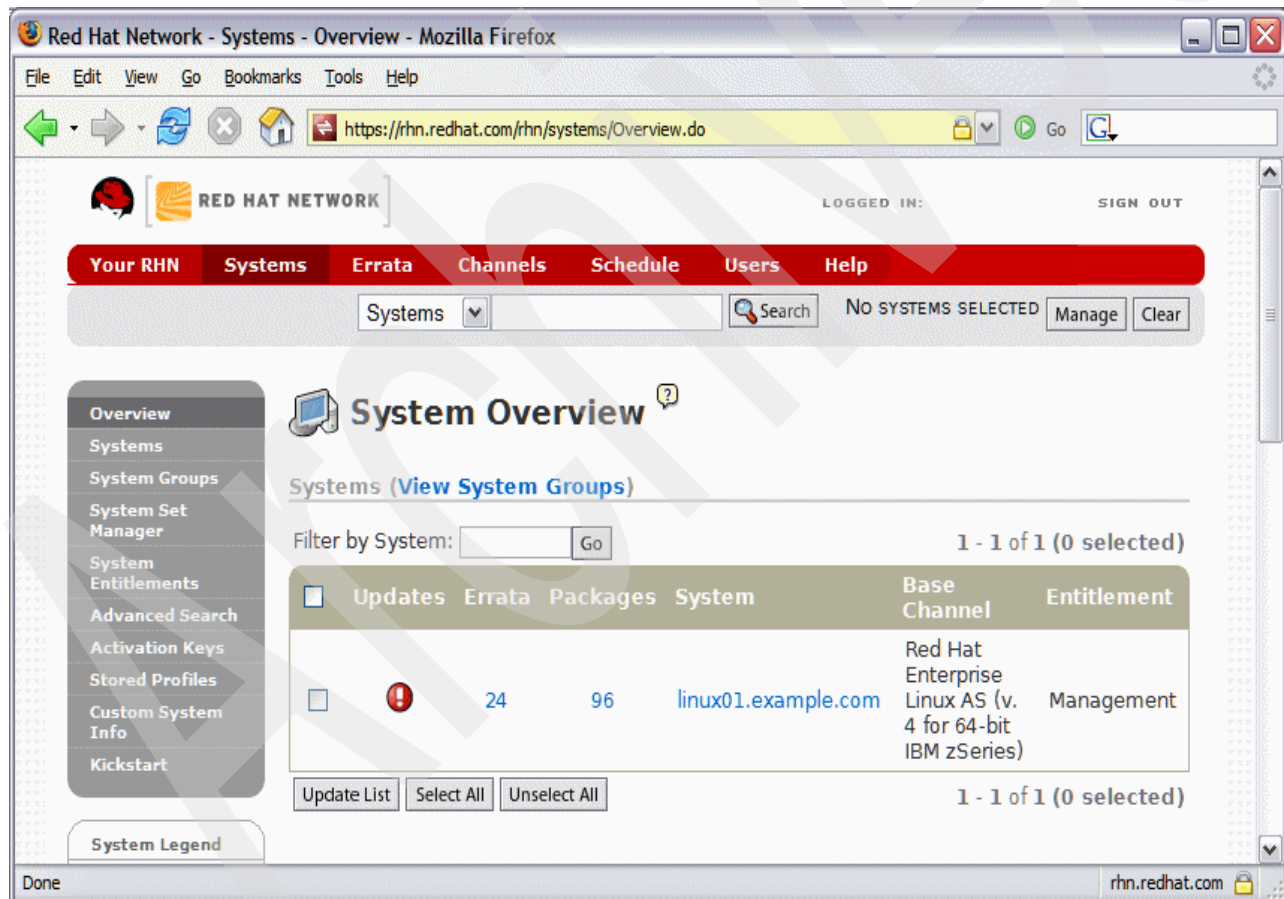 Red Hat Network - Systems - Overview - Mozilla Firefox
File Edit View Go Bookmarks Tools Help
https://rhn.redhat.com/rhn/systems/Overview.do
Go
G
RED HAT NETWORK
LOGGED IN:
SIGN OUT
Your RHN Systems Errata Channels Schedule Users Help
Systems
Search
NO SYSTEMS SELECTED
Manage
Clear
Overview
Systems
System Groups
System Set
Manager
System
Entitlements
Advanced Search
Activation Keys
Stored Profiles
Custom System
Info
Kickstart
System Legend
System Overview ?
Systems (View System Groups)
Filter by System:
Go
1 - 1 of 1 (0 selected)
Updates Errata Packages System Base Channel Entitlement
24 96 linux01.example.com
Red Hat
Enterprise
Linux AS (v.
4 for 64-bit
IBM zSeries)
Management
Update List Select All Unselect All
1 - 1 of 1 (0 selected)
Done
rhn.redhat.com